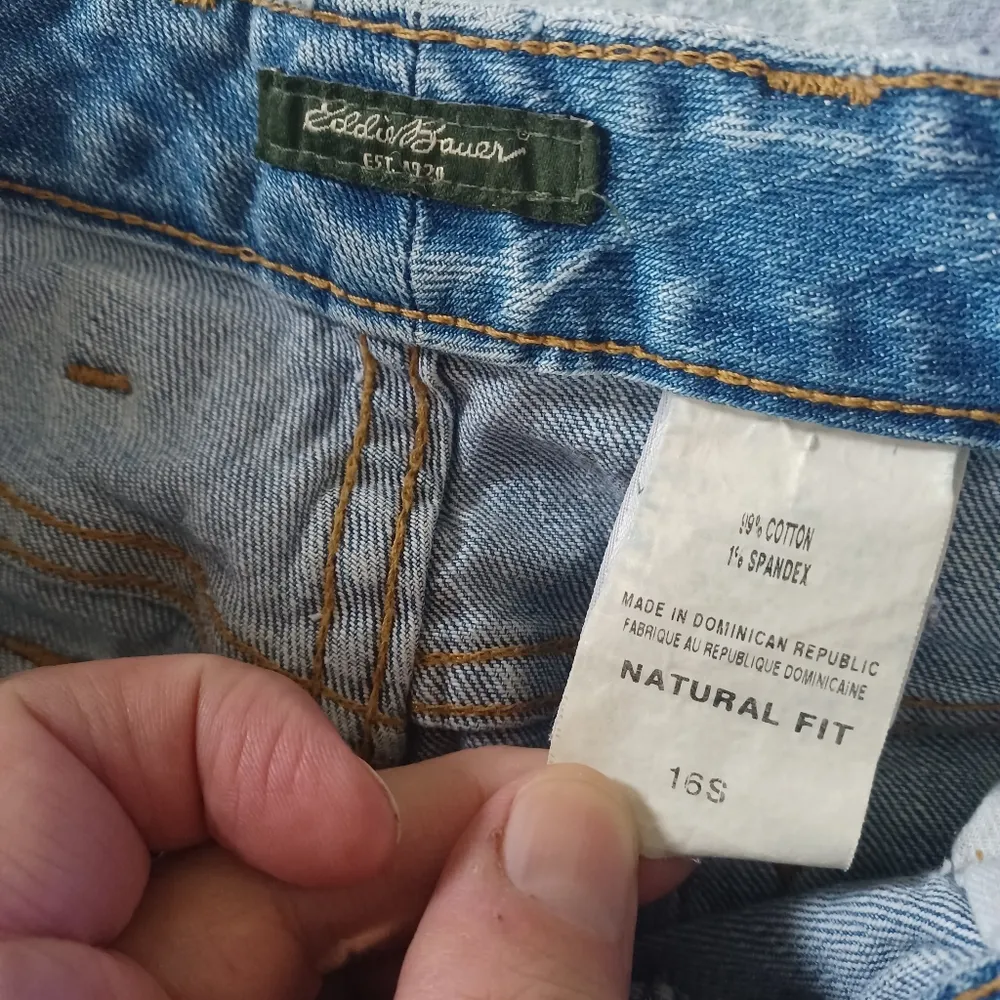 Eddie Bauer
EST. 1920
99% COTTON
1% SPANDEX
MADE IN DOMINICAN REPUBLIC
FABRIQUE AU REPUBLIQUE DOMINICAINE
NATURAL FIT
16S